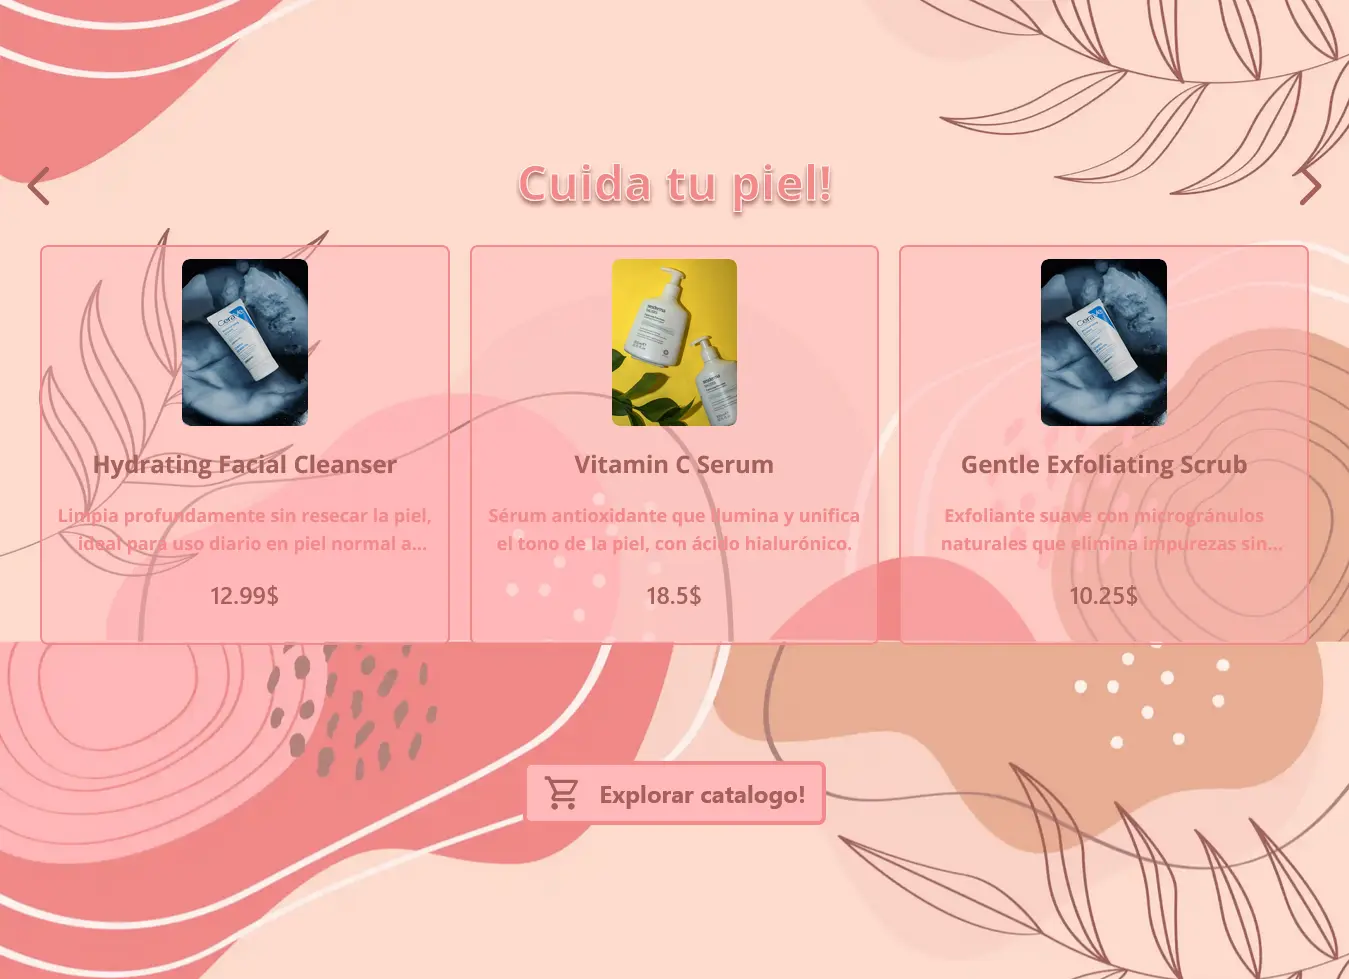 Cuida tu piel!
Hydrating Facial Cleanser
Limpia profundamente sin resecar la piel,
ideal para uso diario en piel normal a...
12.99$
Vitamin C Serum
Sérum antioxidante que ilumina y unifica
el tono de la piel, con ácido hialurónico.
18.5$
Gentle Exfoliating Scrub
Exfoliante suave con microgránulos
naturales que elimina impurezas sin...
10.25$
Explorar catalogo!